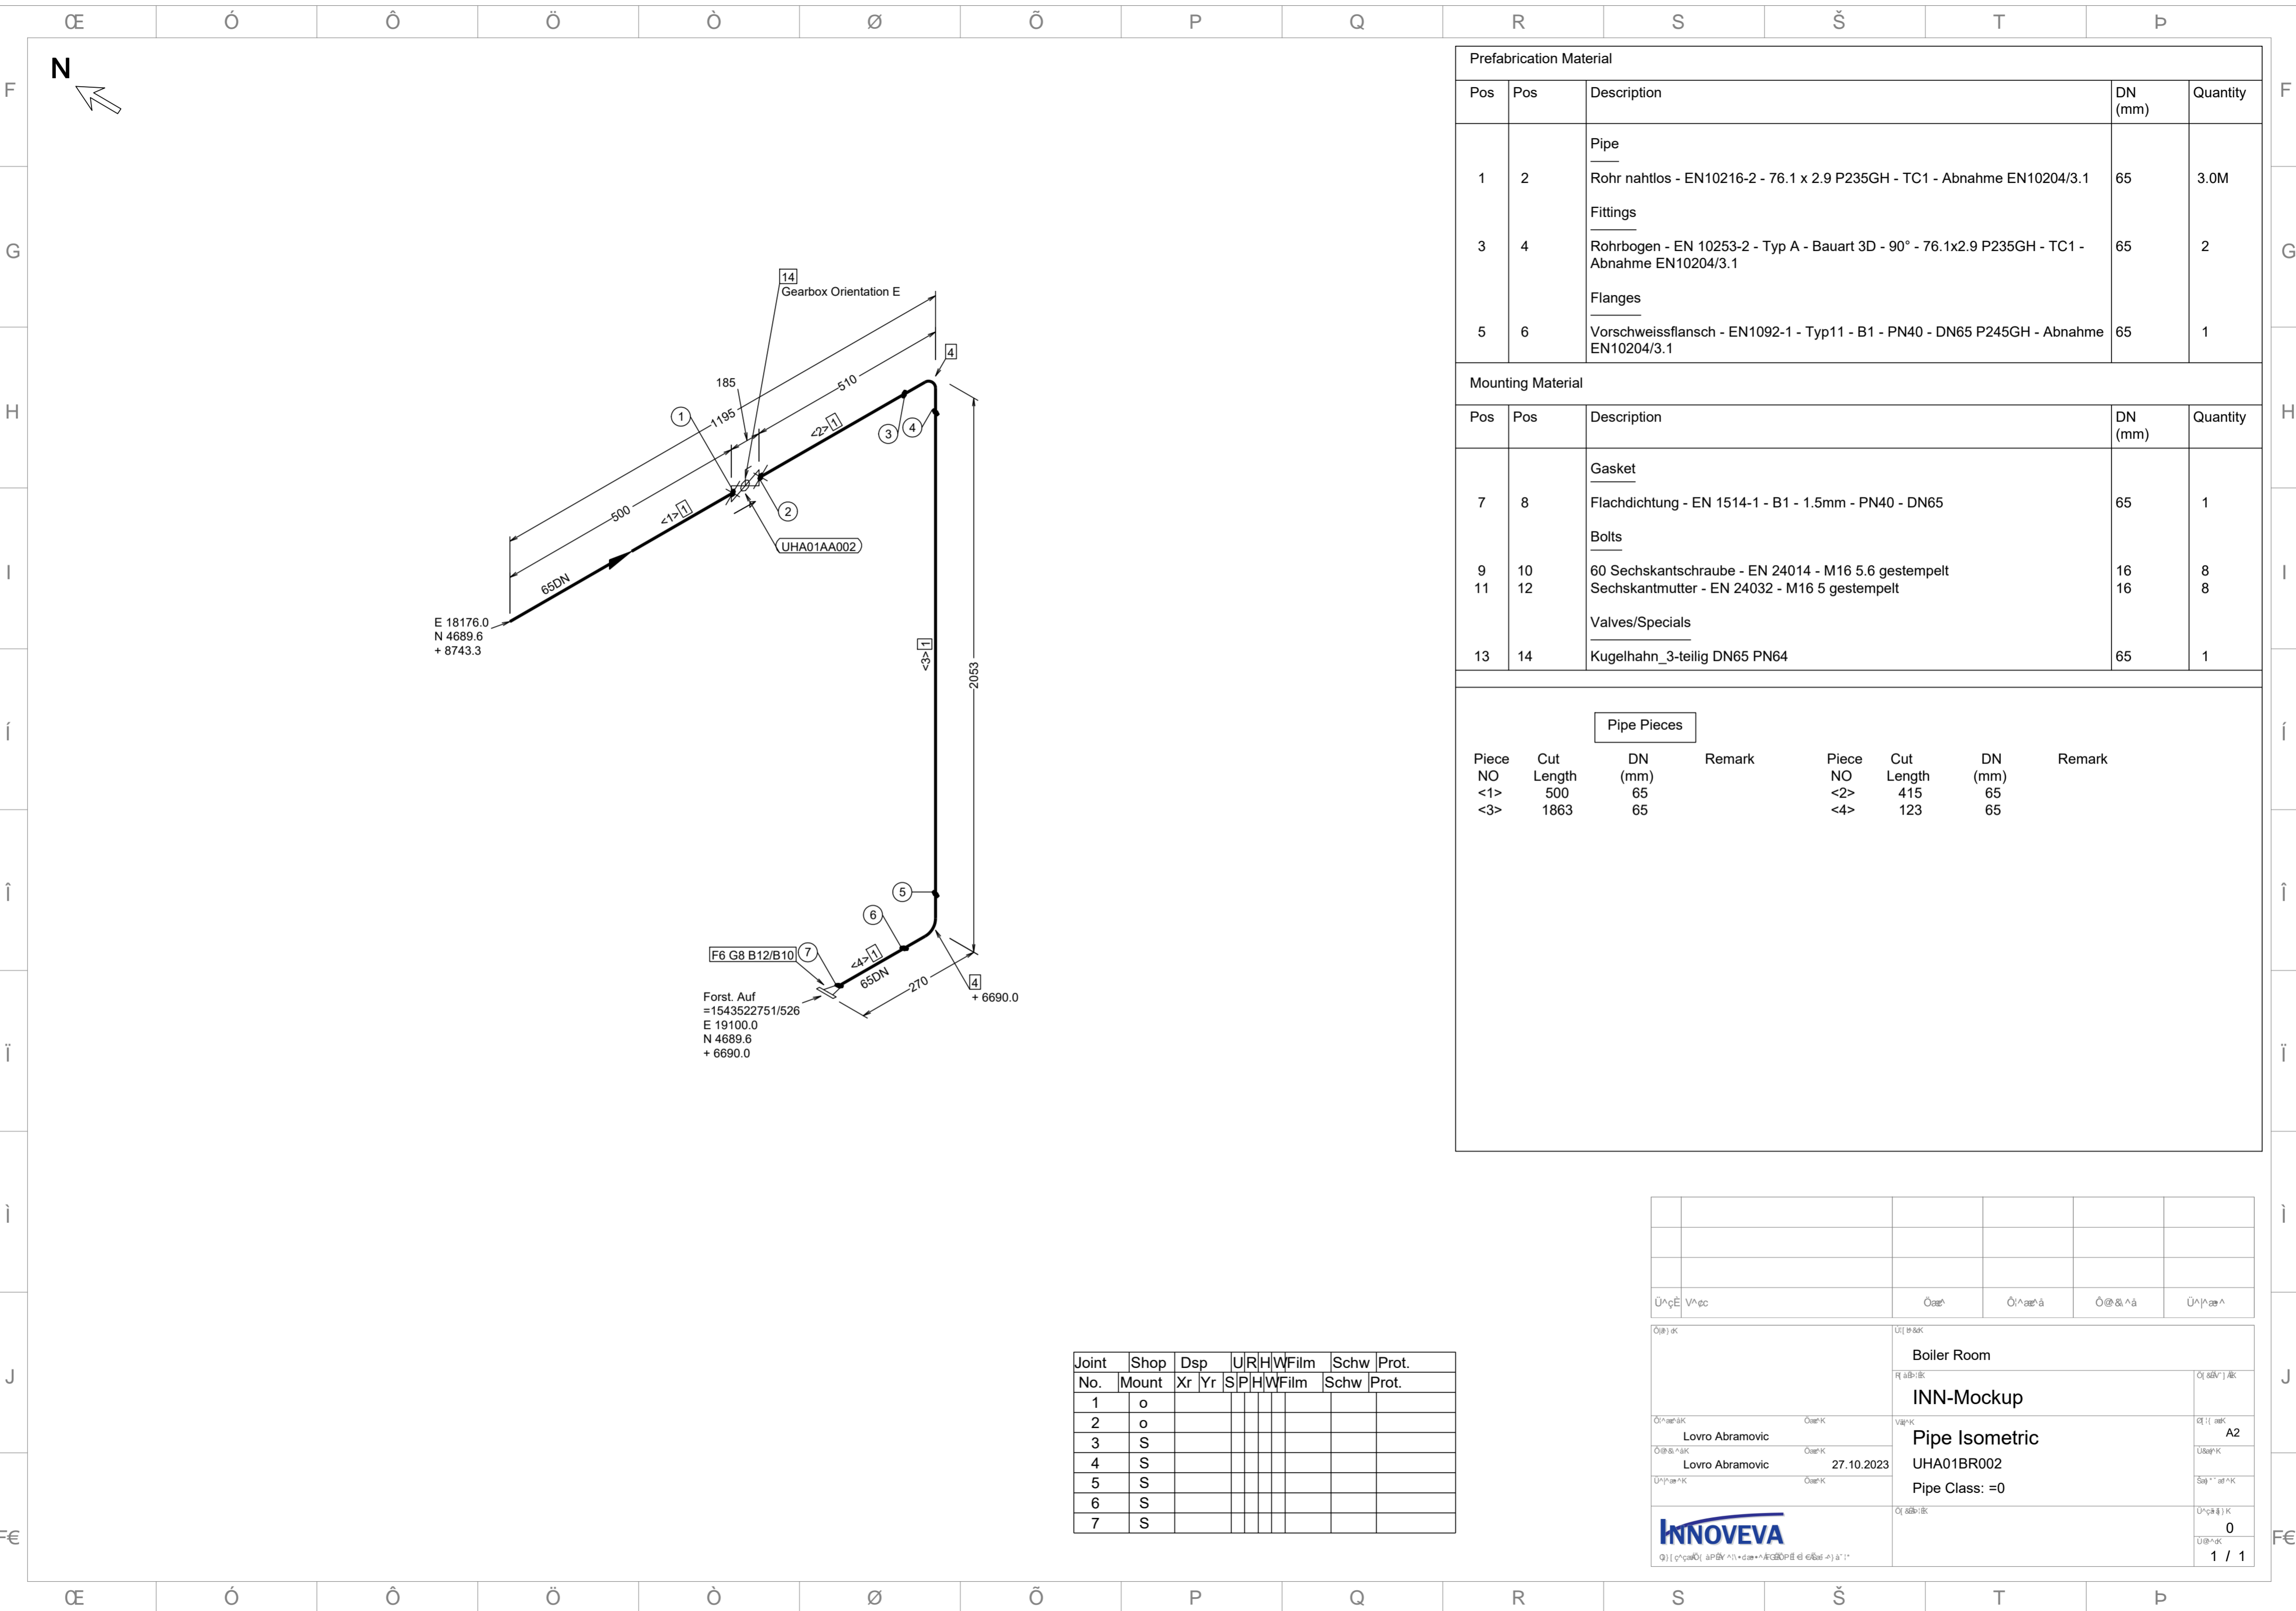 Œ Ó Ô Ö Ò Ø Õ P Q R S Š T Þ
N
F F
G G
H H
I I
Í Í
Î Î
Ï Ï
Ì Ì
J J
F€ F€
14
Gearbox Orientation E
4
185
510
1195
1
<2> 1
3
4
500
<1> 1
2
UHA01AA002
65DN
E 18176.0
N 4689.6
+ 8743.3
<3> 1
2053
5
6
F6 G8 B12/B10
7
<4> 1
65DN
270
4
+ 6690.0
Forst. Auf
=1543522751/526
E 19100.0
N 4689.6
+ 6690.0
Prefabrication Material
Pos Pos Description DN (mm) Quantity
Pipe
1 2 Rohr nahtlos - EN10216-2 - 76.1 x 2.9 P235GH - TC1 - Abnahme EN10204/3.1 65 3.0M
Fittings
3 4 Rohrbogen - EN 10253-2 - Typ A - Bauart 3D - 90° - 76.1x2.9 P235GH - TC1 - 65 2
Abnahme EN10204/3.1
Flanges
5 6 Vorschweissflansch - EN1092-1 - Typ11 - B1 - PN40 - DN65 P245GH - Abnahme 65 1
EN10204/3.1
Mounting Material
Pos Pos Description DN (mm) Quantity
Gasket
7 8 Flachdichtung - EN 1514-1 - B1 - 1.5mm - PN40 - DN65 65 1
Bolts
9 10 60 Sechskantschraube - EN 24014 - M16 5.6 gestempelt 16 8
11 12 Sechskantmutter - EN 24032 - M16 5 gestempelt 16 8
Valves/Specials
13 14 Kugelhahn_3-teilig DN65 PN64 65 1
Pipe Pieces
Piece Cut DN Remark Piece Cut DN Remark
NO Length (mm) NO Length (mm)
<1> 500 65 <2> 415 65
<3> 1863 65 <4> 123 65
Joint Shop Dsp U R H W Film Schw Prot.
No. Mount Xr Yr S P H W Film Schw Prot.
1 o
2 o
3 S
4 S
5 S
6 S
7 S
Boiler Room
INN-Mockup
Lovro Abramovic
Pipe Isometric
A2
Lovro Abramovic 27.10.2023
UHA01BR002
Pipe Class: =0
INNOVEVA
0
1 / 1
Œ Ó Ô Ö Ò Ø Õ P Q R S Š T Þ